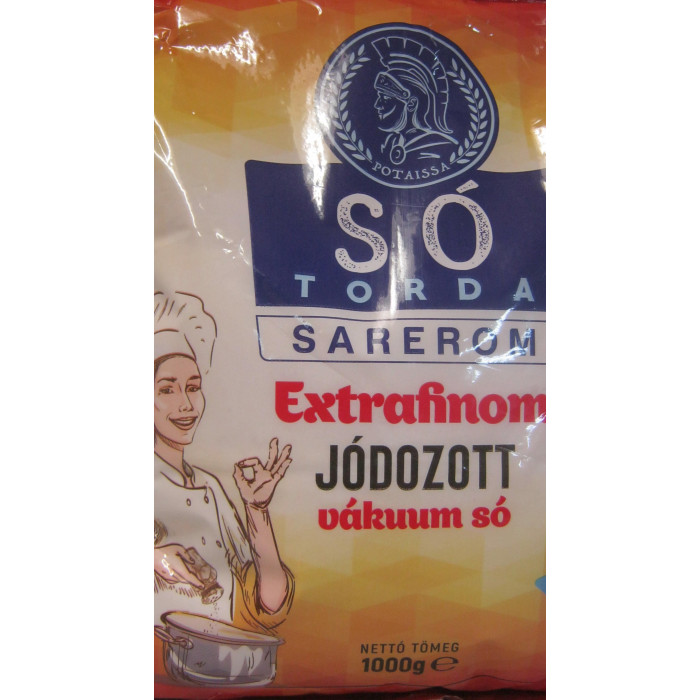 POTAISSA
SÓ
TORDA
SAREROM
Extrafinom
JÓDOZOTT
vákuum só
NETTÓ TÖMEG
1000g ℮